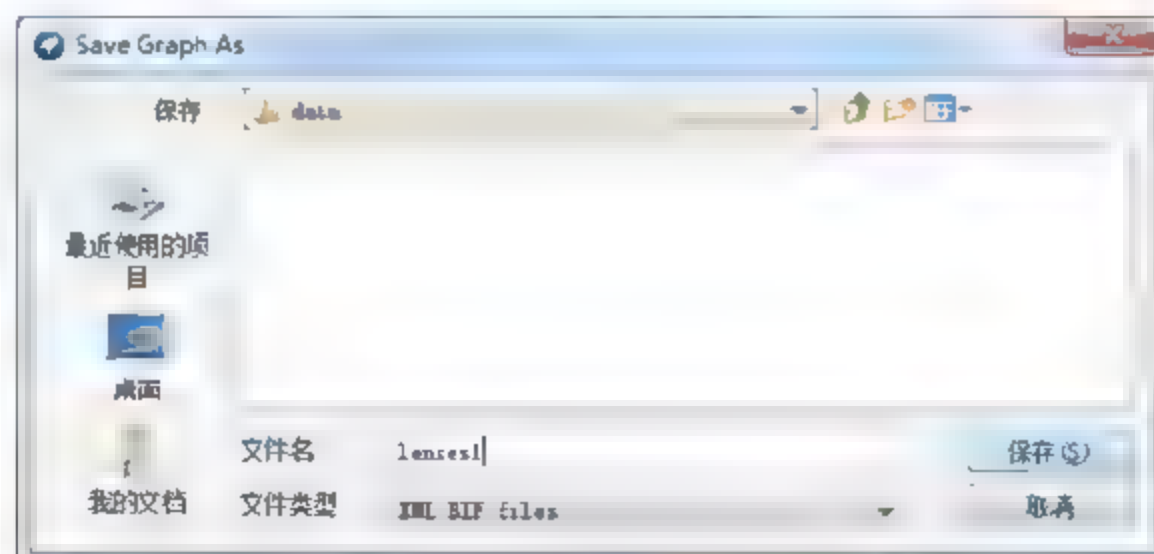 Save Graph As
保存 data
最近使用的项
目
桌面
我的文档
文件名 lenses1
保存(S)
文件类型 XML BIF files
取消